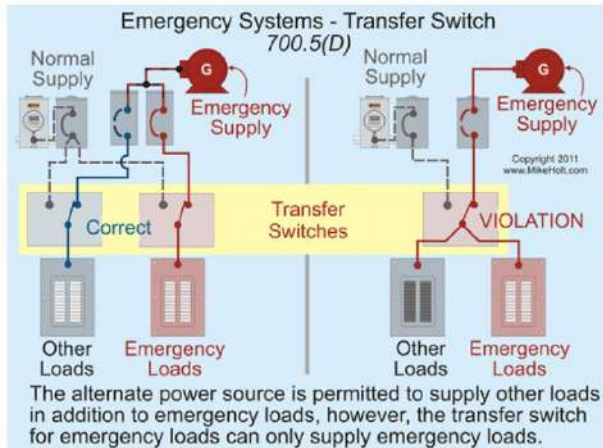 Emergency Systems - Transfer Switch
700.5(D)
Normal
Supply
G
Emergency
Supply
Normal
Supply
G
Emergency
Supply
Copyright 2011
www.MikeHolt.com
Correct
Transfer
Switches
VIOLATION
Other
Loads
Emergency
Loads
Other
Loads
Emergency
Loads
The alternate power source is permitted to supply other loads
in addition to emergency loads, however, the transfer switch
for emergency loads can only supply emergency loads.